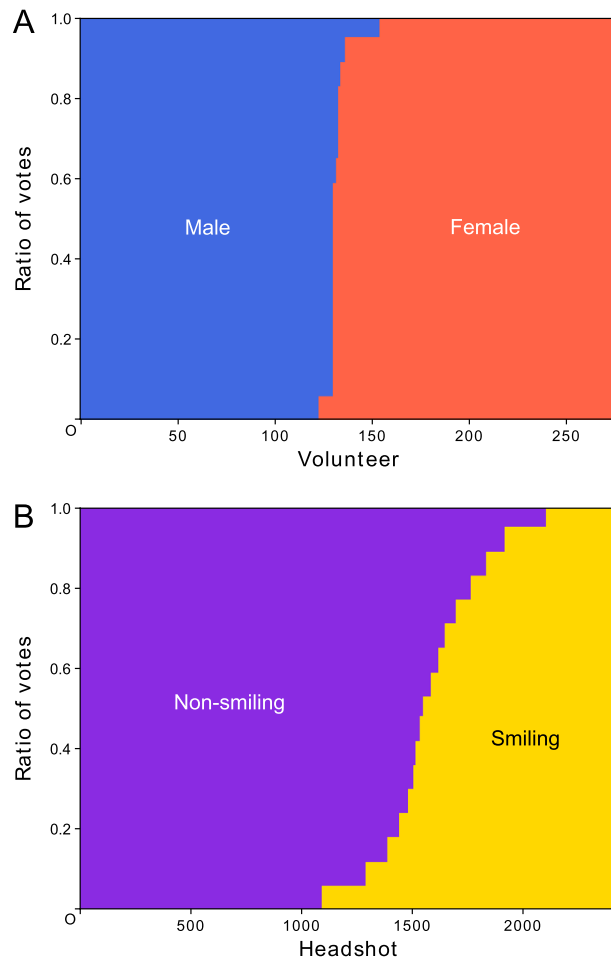 A
1.0
0.8
0.6
0.4
0.2
O
Ratio of votes
Male
Female
50
100
150
200
250
Volunteer
B
1.0
0.8
0.6
0.4
0.2
O
Ratio of votes
Non-smiling
Smiling
500
1000
1500
2000
Headshot